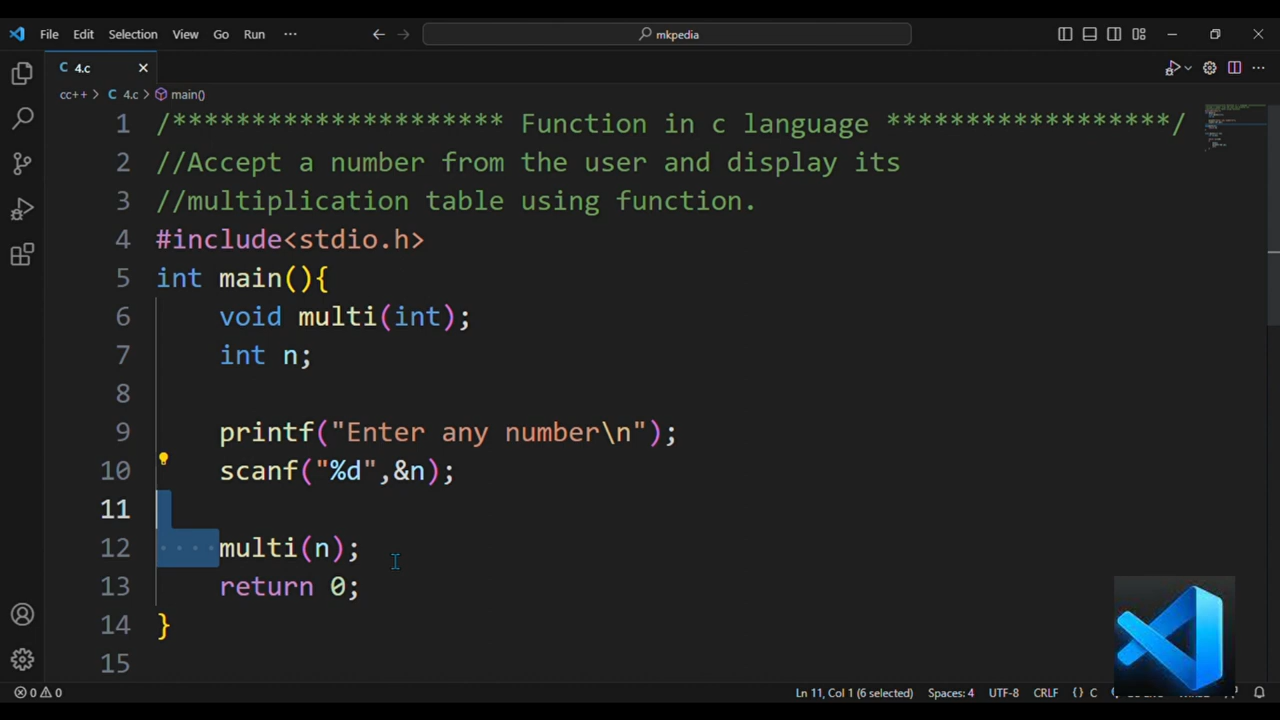 File Edit Selection View Go Run ··· mkpedia
C 4.c
cc++ > C 4.c > main()
1 /********************* Function in c language ******************/
2 //Accept a number from the user and display its
3 //multiplication table using function.
4 #include<stdio.h>
5 int main(){
6 void multi(int);
7 int n;
8
9 printf("Enter any number\n");
10 scanf("%d",&n);
11
12 multi(n);
13 return 0;
14 }
15
0 0 Ln 11, Col 1 (6 selected) Spaces: 4 UTF-8 CRLF {} C